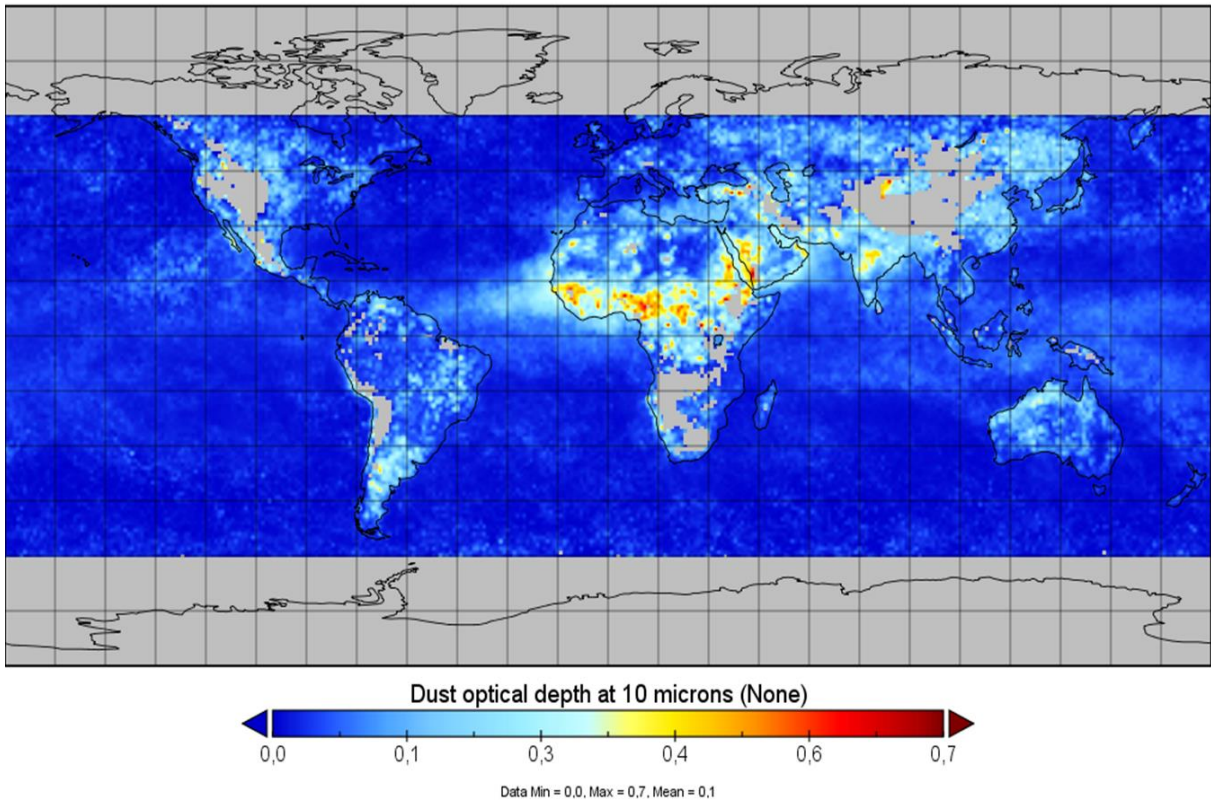 Dust optical depth at 10 microns (None)
0,0 0,1 0,3 0,4 0,6 0,7
Data Min = 0,0, Max = 0,7, Mean = 0,1